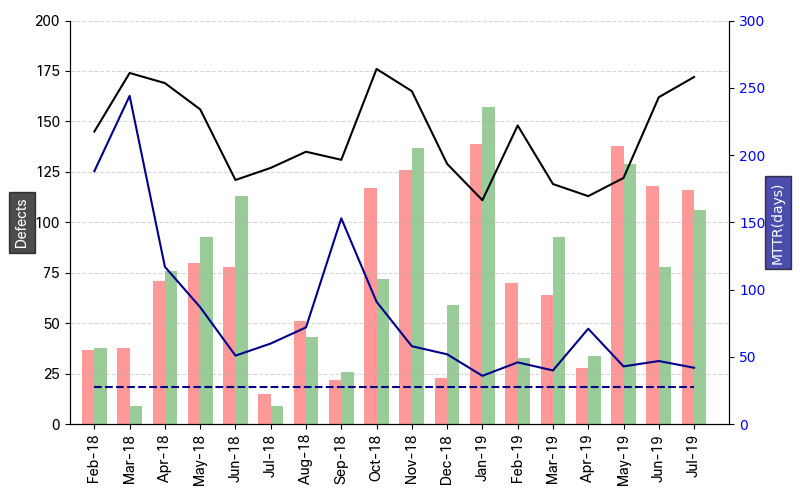 200
175
150
125
100
75
50
25
0
Defects
300
250
200
150
100
50
0
MTTR(days)
Feb-18
Mar-18
Apr-18
May-18
Jun-18
Jul-18
Aug-18
Sep-18
Oct-18
Nov-18
Dec-18
Jan-19
Feb-19
Mar-19
Apr-19
May-19
Jun-19
Jul-19